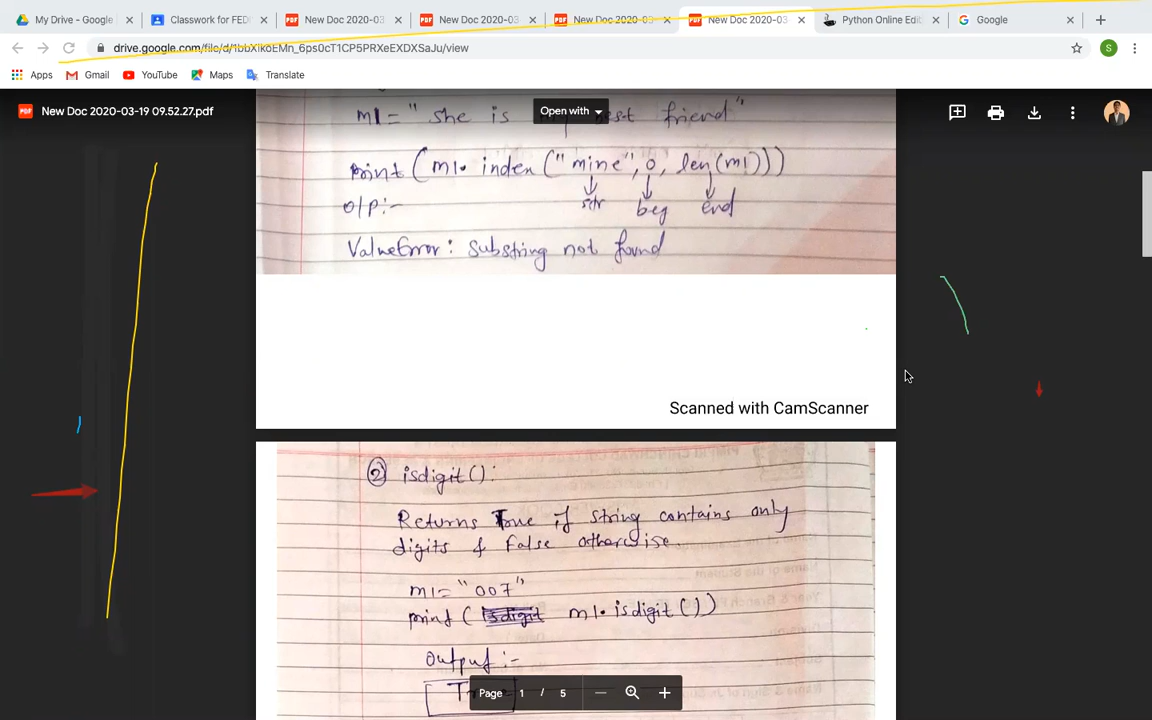 My Drive - Google
Classwork for FED
New Doc 2020-03
New Doc 2020-03
New Doc 2020-03
New Doc 2020-03
Python Online Edit
Google
drive.google.com/file/d/1bbXikoEMn_6ps0cT1CP5PRXeEXDXSaJu/view
S
Apps
Gmail
YouTube
Maps
Translate
PDF
New Doc 2020-03-19 09.52.27.pdf
Open with
m1 = " she is best friend"
print (m1. index ("mine", 0, len(m1)))
str beg end
O/P:-
ValueError: Substring not found
Scanned with CamScanner
② isdigit():
Returns True if string contains only
digits & False otherwise.
m1= "007"
print ( isdigit m1. isdigit())
Output :-
Page 1 / 5